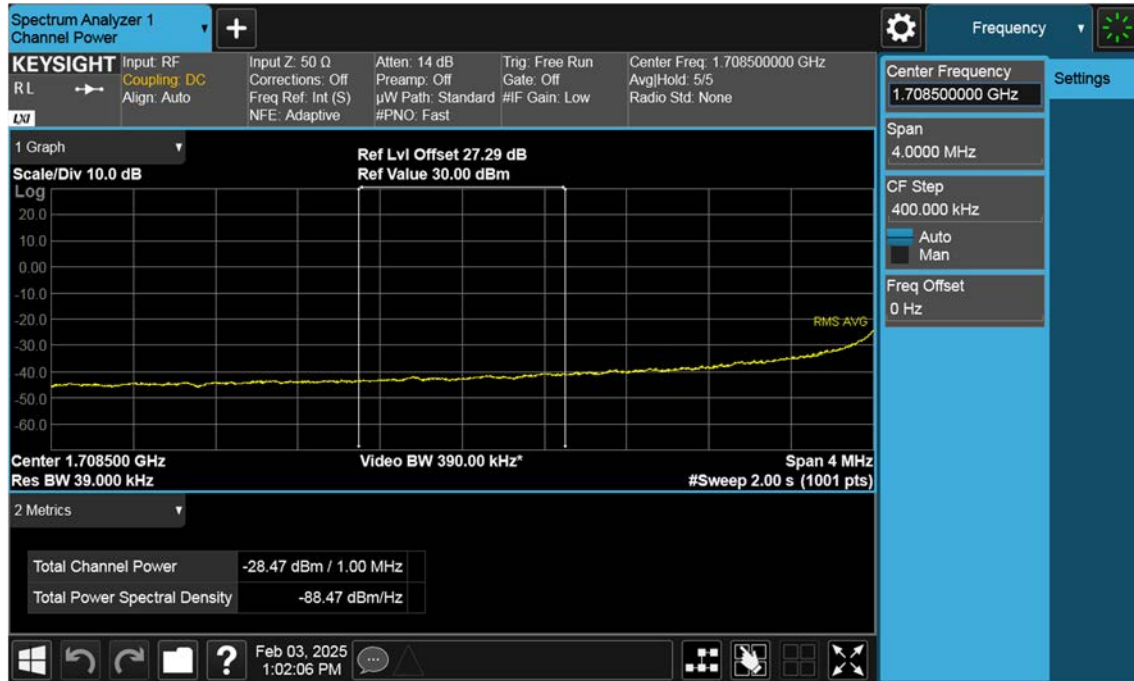 Spectrum Analyzer 1
Channel Power
+
Frequency
KEYSIGHT
R L
LXI
Input: RF
Coupling: DC
Align: Auto
Input Z: 50 Ω
Corrections: Off
Freq Ref: Int (S)
NFE: Adaptive
Atten: 14 dB
Preamp: Off
µW Path: Standard
#PNO: Fast
Trig: Free Run
Gate: Off
#IF Gain: Low
Center Freq: 1.708500000 GHz
Avg|Hold: 5/5
Radio Std: None
1 Graph
Scale/Div 10.0 dB
Ref Lvl Offset 27.29 dB
Ref Value 30.00 dBm
Log
20.0
10.0
0.00
-10.0
-20.0
-30.0
-40.0
-50.0
-60.0
RMS AVG
Center 1.708500 GHz
Res BW 39.000 kHz
Video BW 390.00 kHz*
Span 4 MHz
#Sweep 2.00 s (1001 pts)
2 Metrics
Total Channel Power -28.47 dBm / 1.00 MHz
Total Power Spectral Density -88.47 dBm/Hz
?
Feb 03, 2025
1:02:06 PM
Center Frequency
1.708500000 GHz
Settings
Span
4.0000 MHz
CF Step
400.000 kHz
Auto
Man
Freq Offset
0 Hz